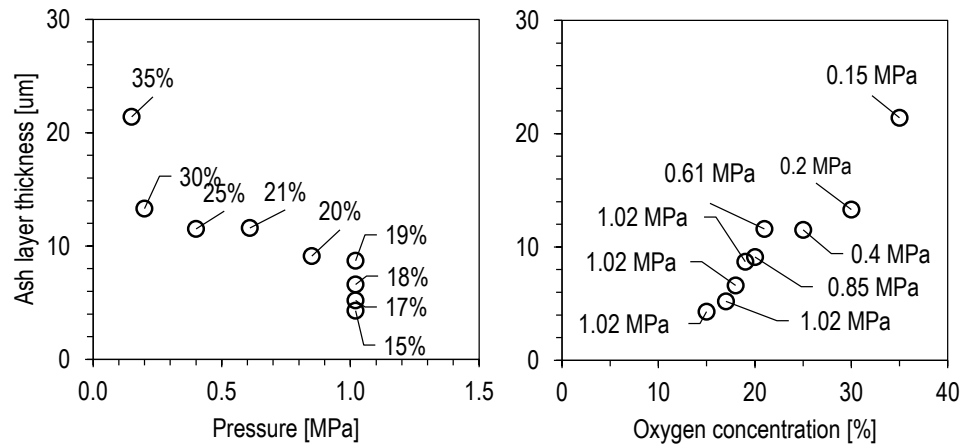 30
20
10
0
Ash layer thickness [um]
35%
30%
25%
21%
20%
19%
18%
17%
15%
0.0
0.5
1.0
1.5
Pressure [MPa]
30
20
10
0
0.15 MPa
0.2 MPa
0.61 MPa
1.02 MPa
0.4 MPa
1.02 MPa
0.85 MPa
1.02 MPa
1.02 MPa
0
10
20
30
40
Oxygen concentration [%]